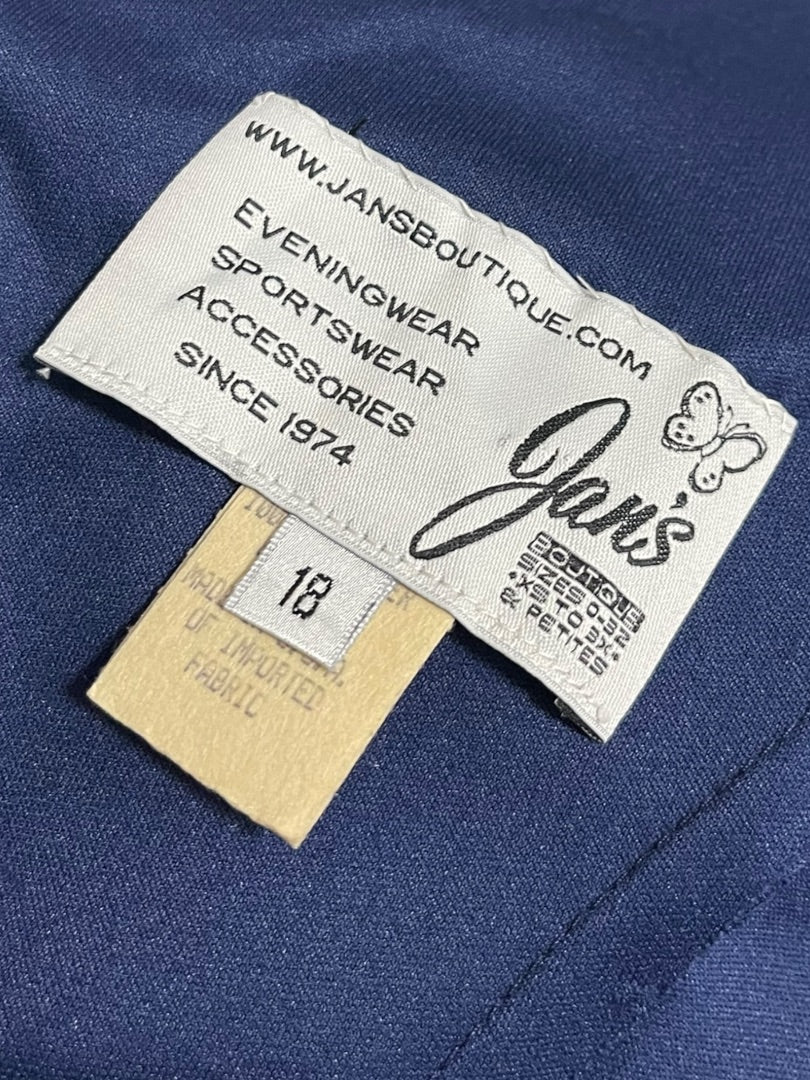 WWW.JANSBOUTIQUE.COM
EVENINGWEAR
SPORTSWEAR
ACCESSORIES
SINCE 1974
Jan's
BOUTIQUE
SIZES 0-32
*XS TO 3X*
& PETITES
18
OF IMPORTED
FABRIC